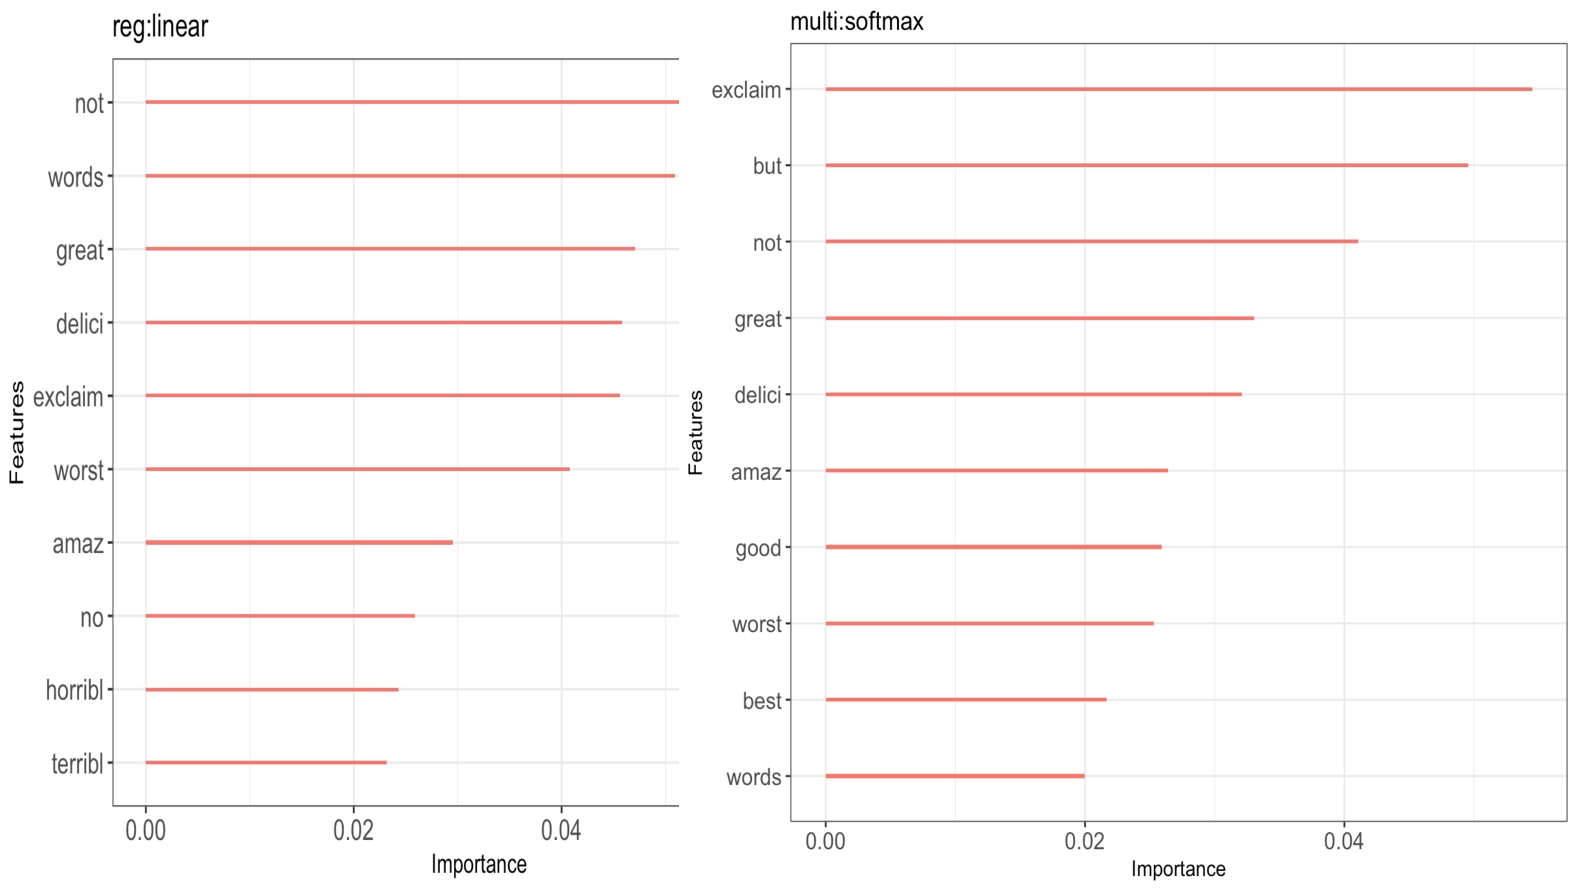 reg:linear
Features
not
words
great
delici
exclaim
worst
amaz
no
horribl
terribl
0.00 0.02 0.04
Importance
multi:softmax
Features
exclaim
but
not
great
delici
amaz
good
worst
best
words
0.00 0.02 0.04
Importance